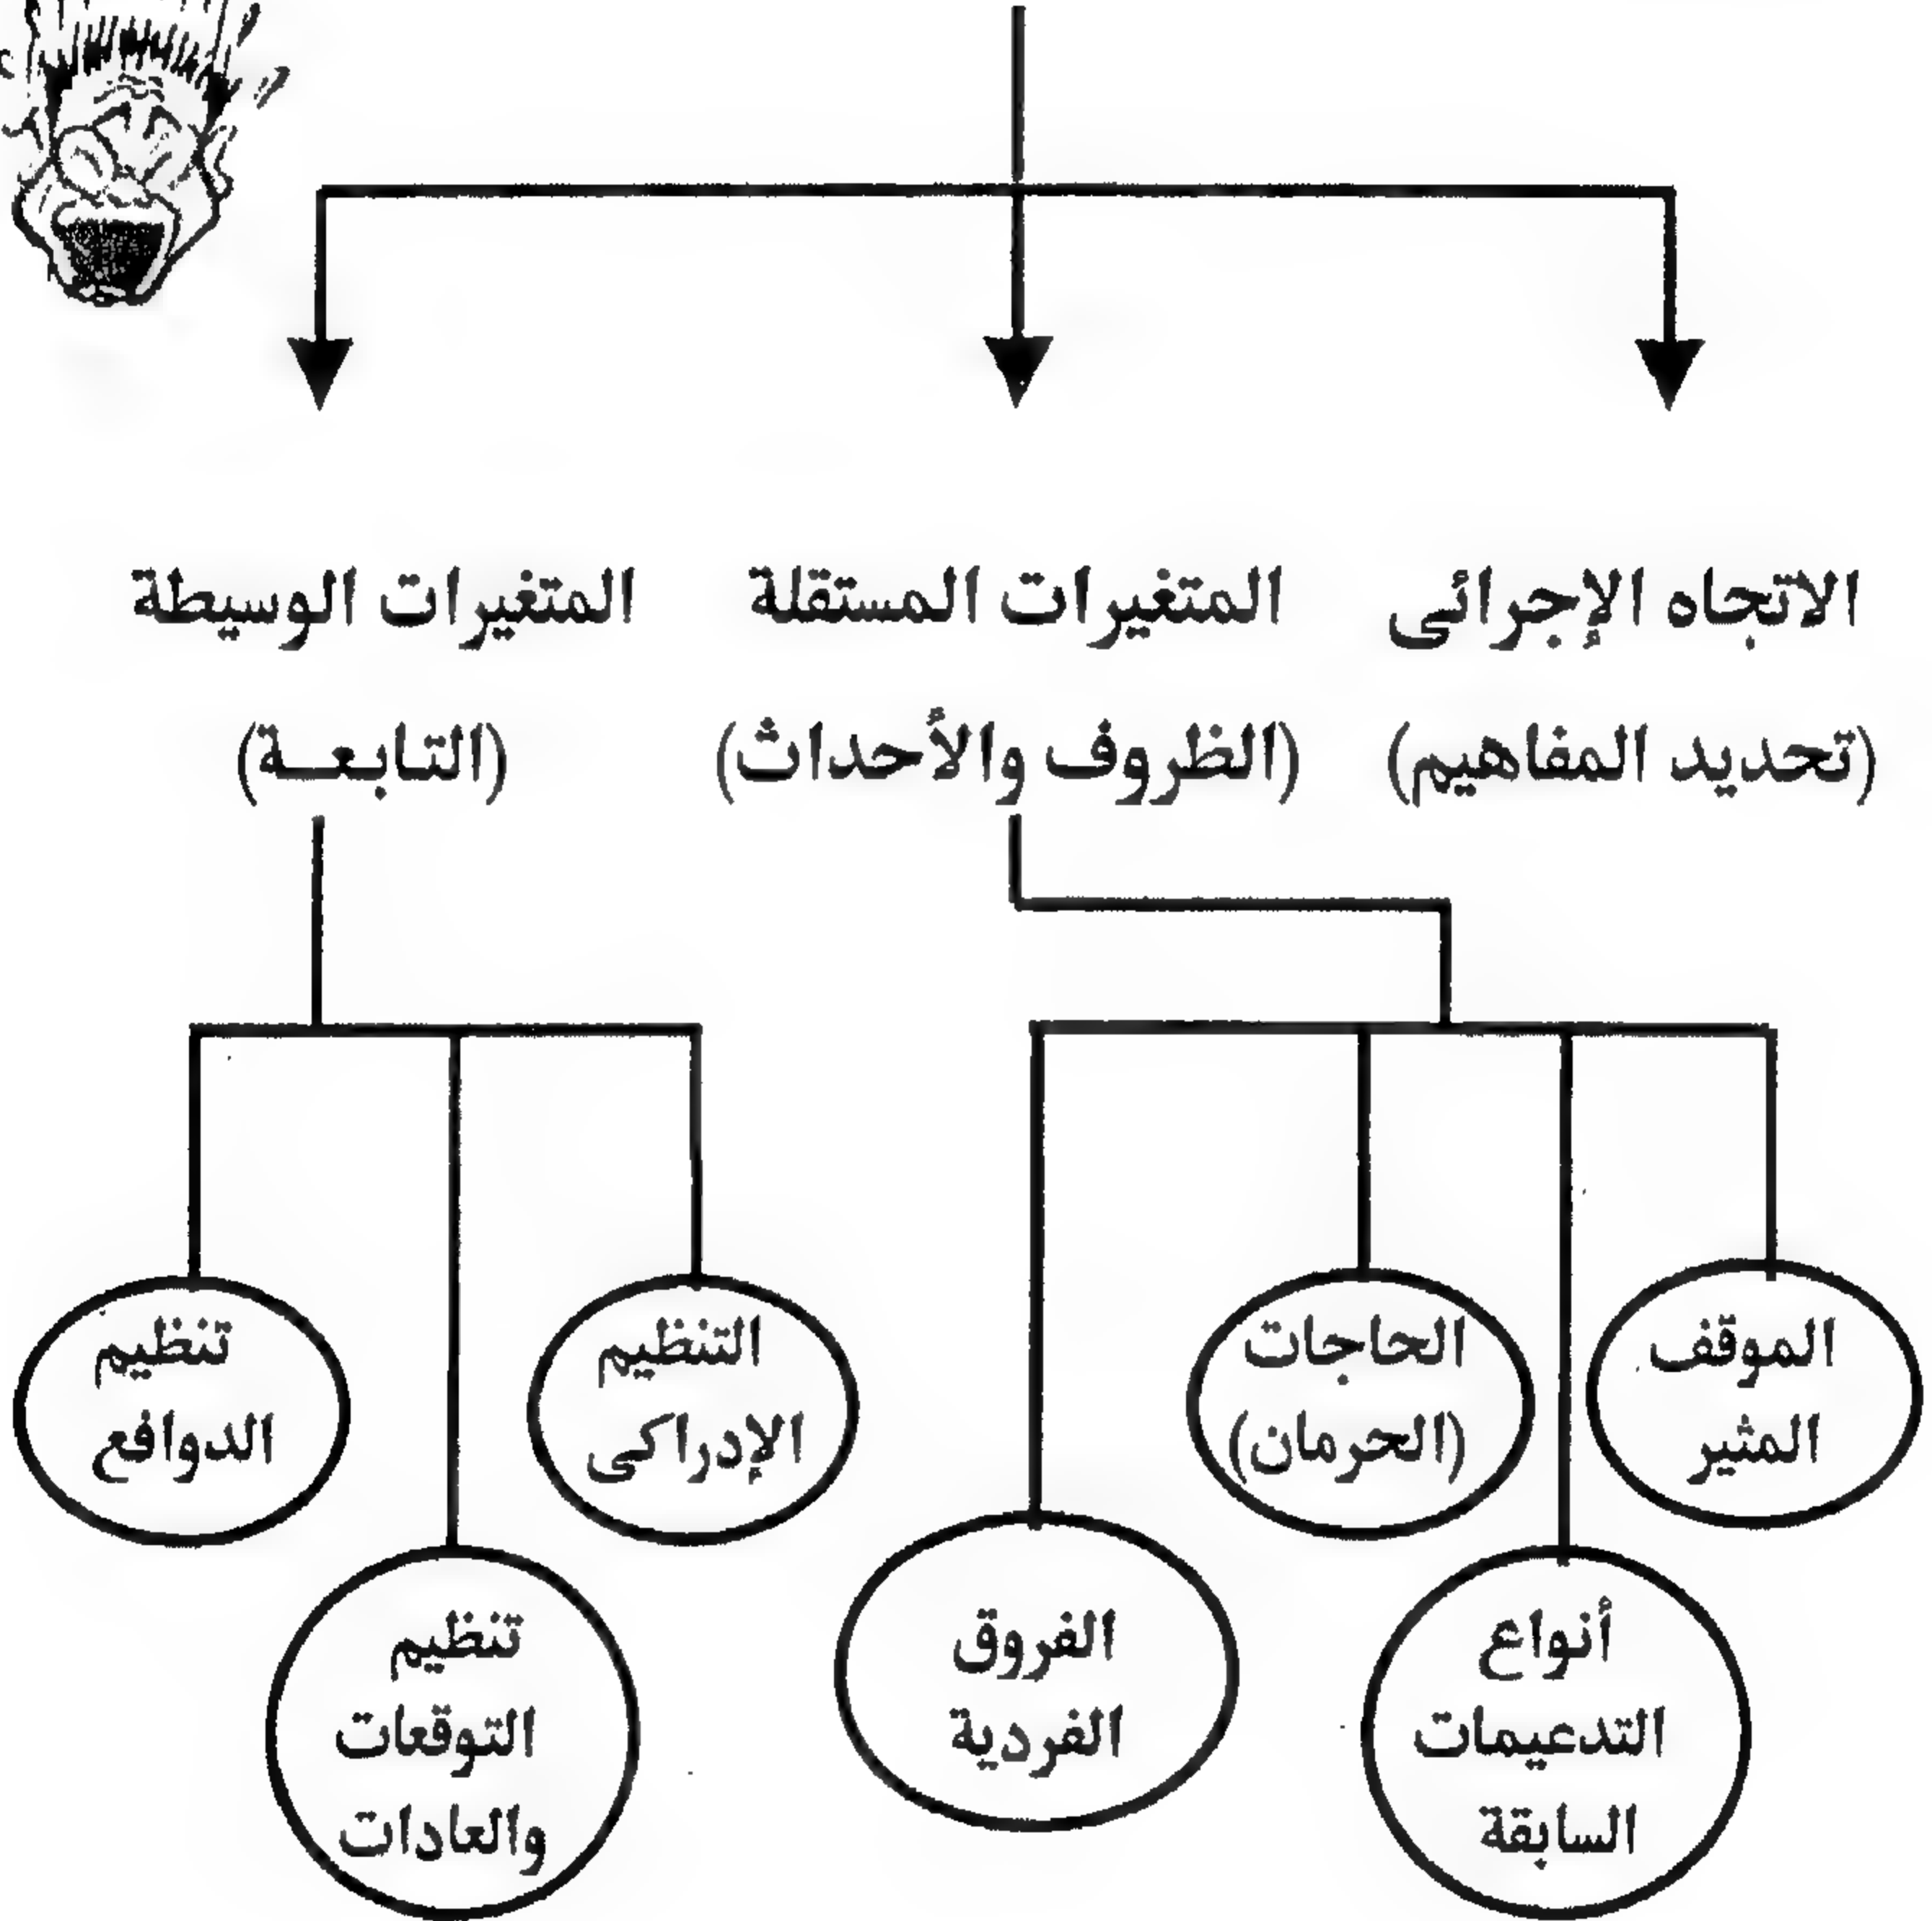 الاتجاه الإجرائى
(تحديد المفاهيم)
المتغيرات المستقلة
(الظروف والأحداث)
المتغيرات الوسيطة
(التابعـــة)
الموقف
المثير
أنواع
التدعيمات
السابقة
الحاجات
(الحرمان)
الفروق
الفردية
التنظيم
الإدراكى
تنظيم
التوقعات
والعادات
تنظيم
الدوافع